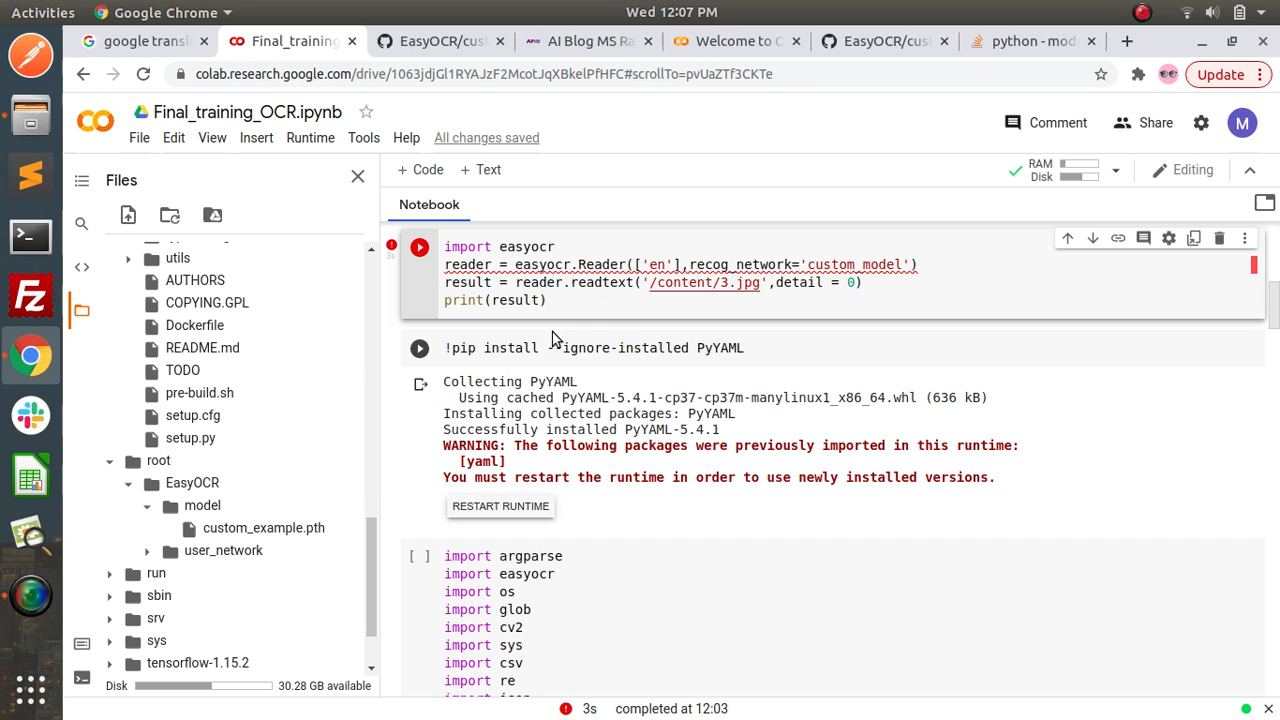 Activities
Google Chrome
Wed 12:07 PM
google transl
Final_training
EasyOCR/cust
AI Blog MS Ra
Welcome to C
EasyOCR/cust
python - mod
colab.research.google.com/drive/1063jdjGl1RYAJzF2McotJqXBkelPfHFC#scrollTo=pvUaZTf3CKTe
Update
Final_training_OCR.ipynb
Comment
Share
M
File Edit View Insert Runtime Tools Help All changes saved
Files
+ Code + Text
RAM
Disk
Editing
Notebook
utils
AUTHORS
COPYING.GPL
Dockerfile
README.md
TODO
pre-build.sh
setup.cfg
setup.py
root
EasyOCR
model
custom_example.pth
user_network
run
sbin
srv
sys
tensorflow-1.15.2
Disk
30.28 GB available
3s
import easyocr
reader = easyocr.Reader(['en'],recog_network='custom_model')
result = reader.readtext('/content/3.jpg',detail = 0)
print(result)
!pip install --ignore-installed PyYAML
Collecting PyYAML
Using cached PyYAML-5.4.1-cp37-cp37m-manylinux1_x86_64.whl (636 kB)
Installing collected packages: PyYAML
Successfully installed PyYAML-5.4.1
WARNING: The following packages were previously imported in this runtime:
[yaml]
You must restart the runtime in order to use newly installed versions.
RESTART RUNTIME
[ ]
import argparse
import easyocr
import os
import glob
import cv2
import sys
import csv
import re
import json
3s completed at 12:03